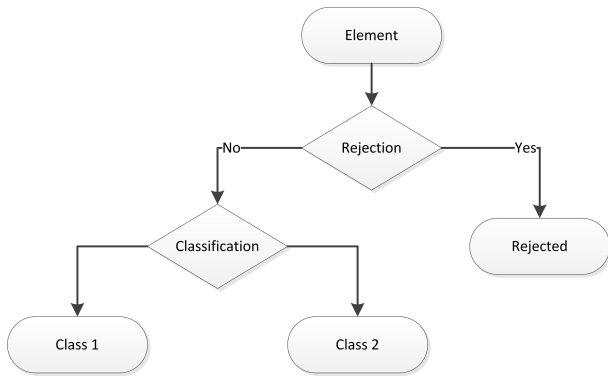 Element
Rejection
No
Yes
Classification
Rejected
Class 1
Class 2